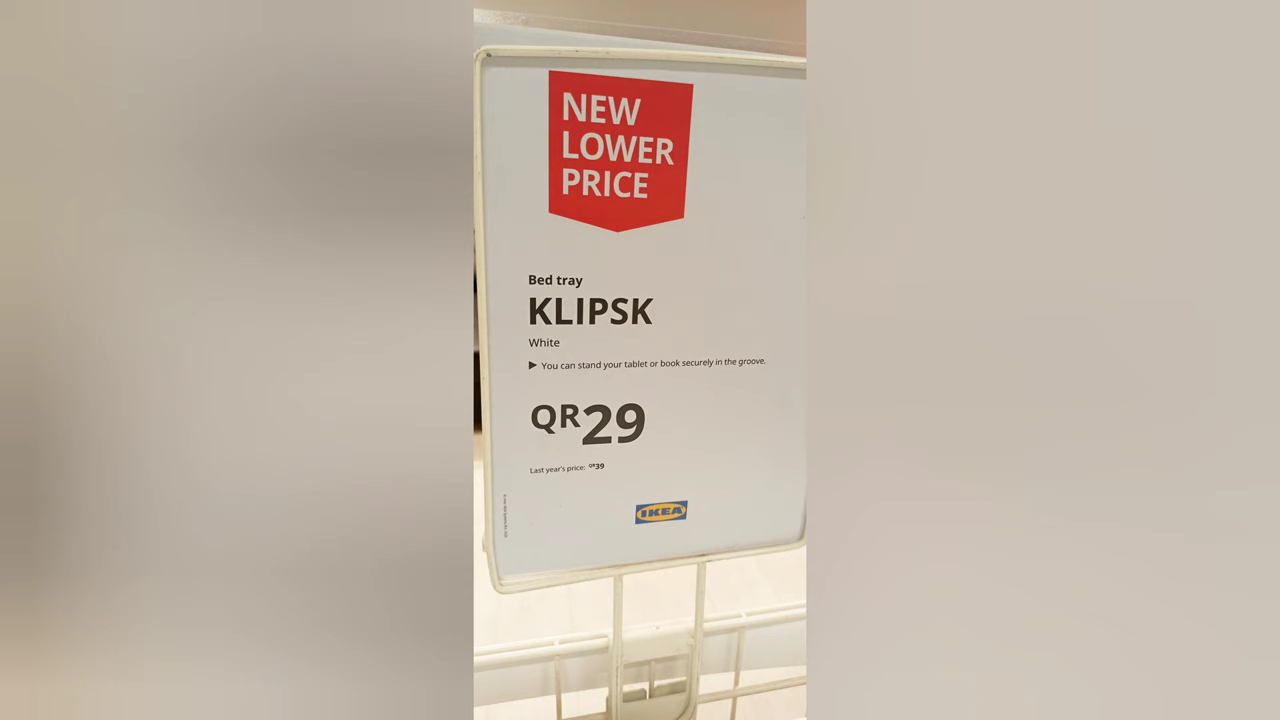 NEW
LOWER
PRICE
Bed tray
KLIPSK
White
▶ You can stand your tablet or book securely in the groove.
QR29
Last year's price: QR39
IKEA